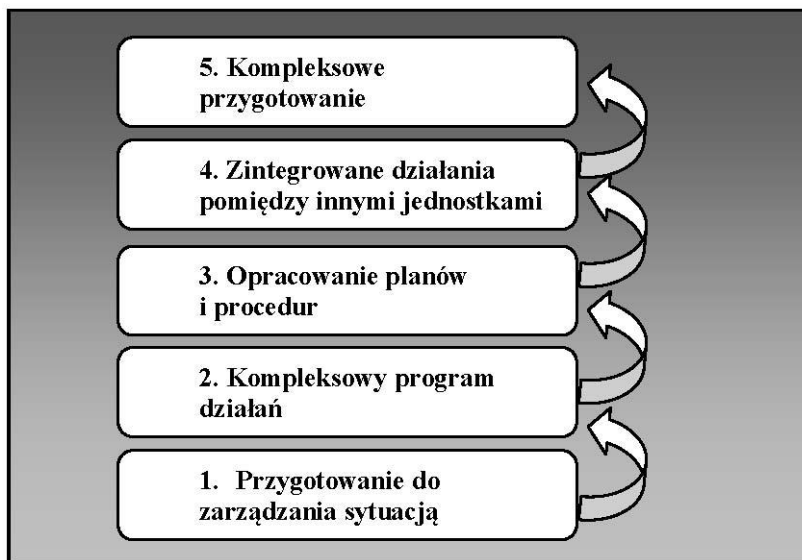 5. Kompleksowe
przygotowanie
4. Zintegrowane działania
pomiędzy innymi jednostkami
3. Opracowanie planów
i procedur
2. Kompleksowy program
działań
1. Przygotowanie do
zarządzania sytuacją